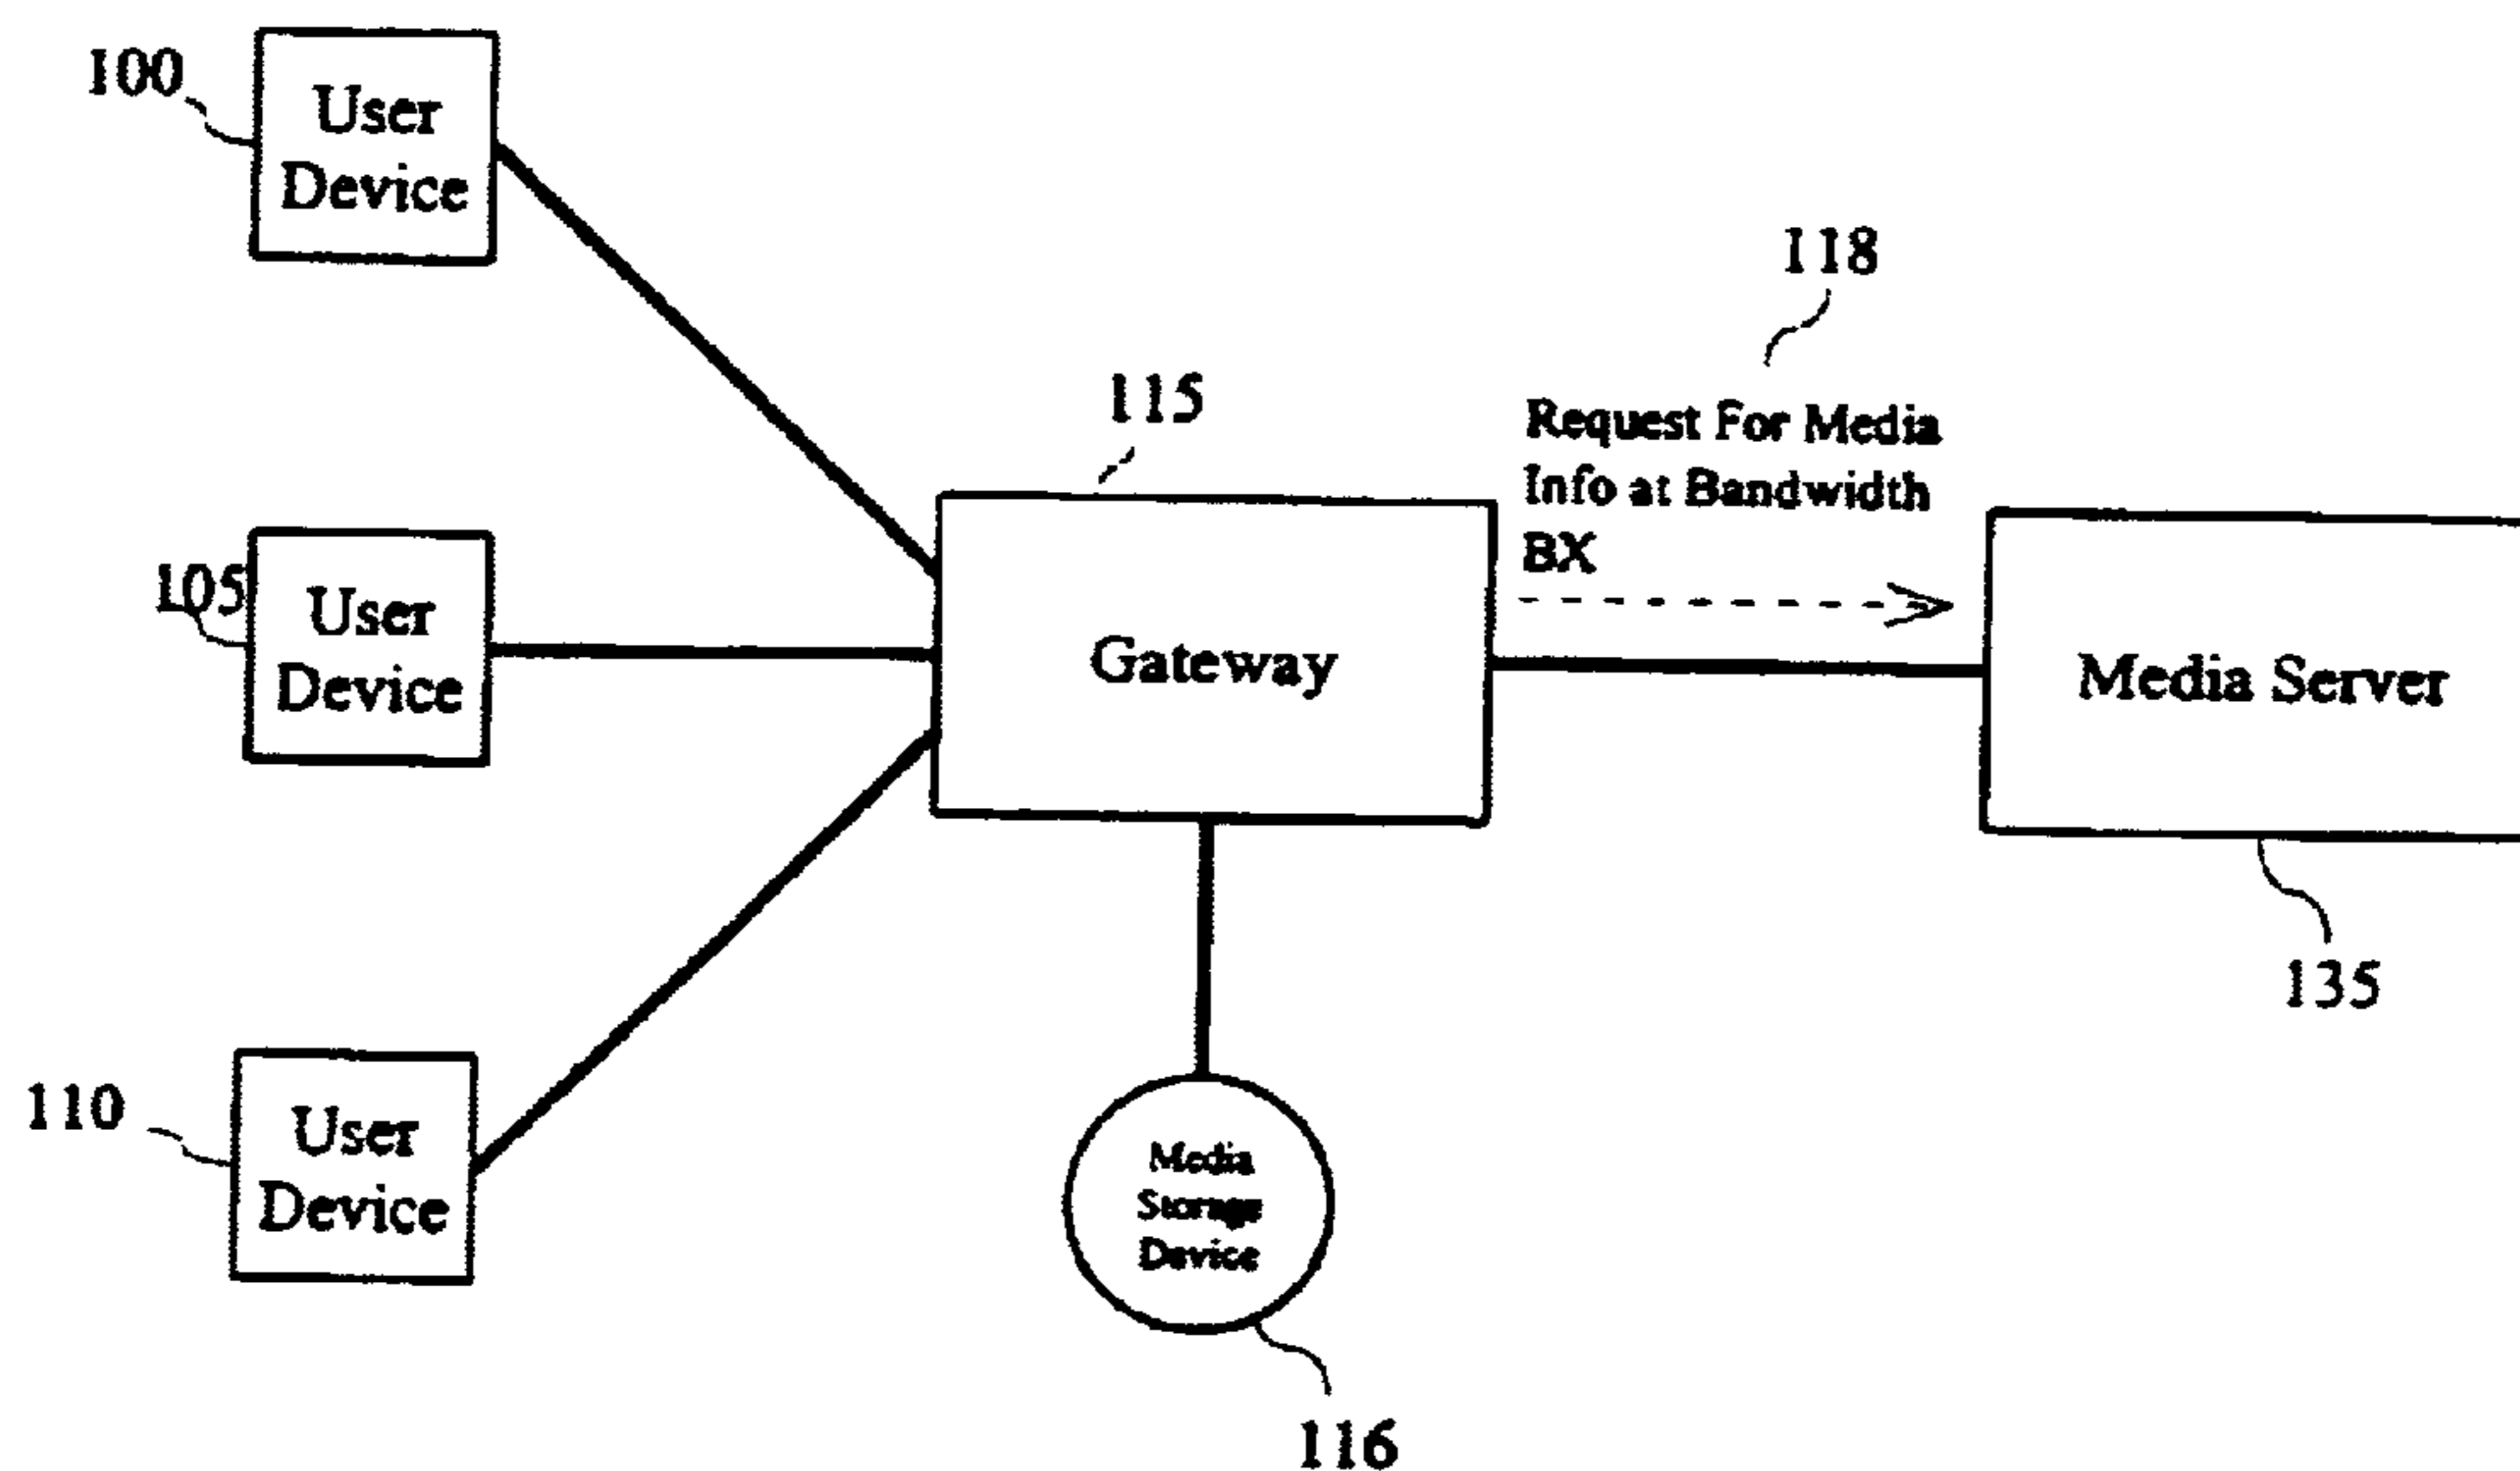 100
User
Device
118
115
Request For Media
Info at Bandwidth
BX
105
User
Device
Gateway
Media Server
135
110
User
Device
Media
Storage
Device
116